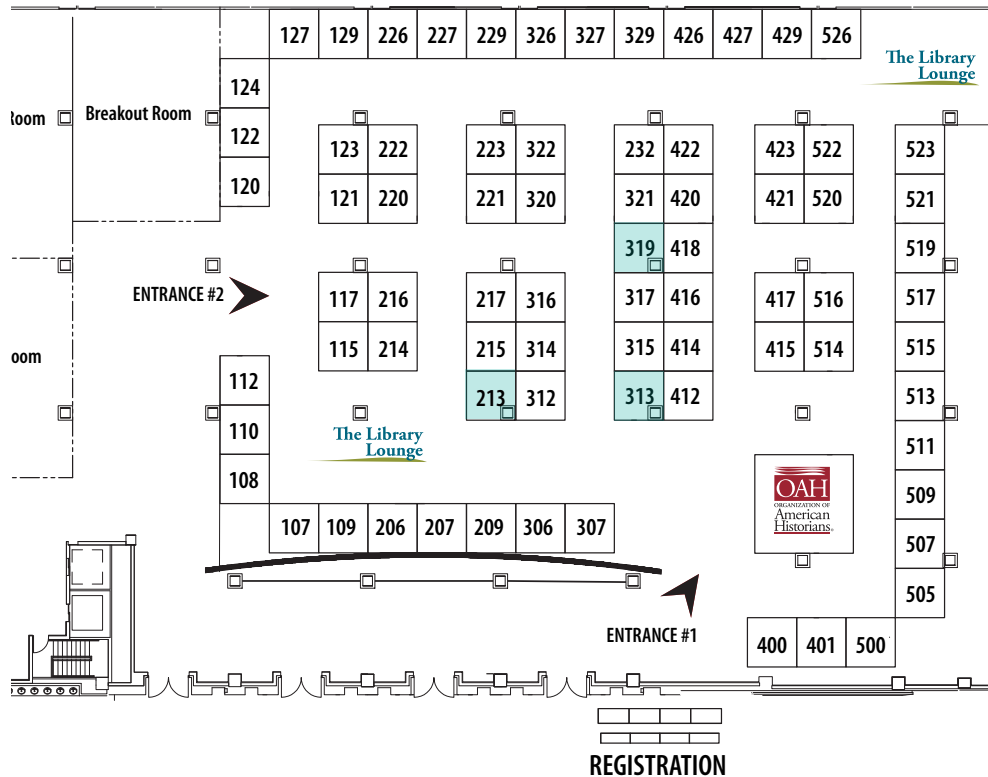 127 129 226 227 229 326 327 329 426 427 429 526
The Library
Lounge
124
Breakout Room
Room
122
123 222 223 322 232 422 423 522 523
120
121 220 221 320 321 420 421 520 521
319 418 519
ENTRANCE #2
117 216 217 316 317 416 417 516 517
oom
115 214 215 314 315 414 415 514 515
112
213 312 313 412 513
110
The Library
Lounge
511
108
OAH
ORGANIZATION OF
American
Historians
509
107 109 206 207 209 306 307
507
505
ENTRANCE #1
400 401 500
REGISTRATION